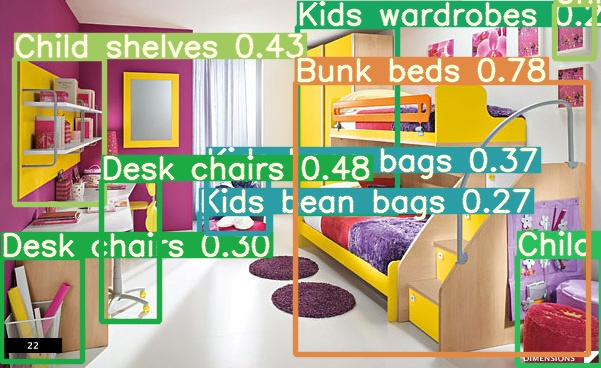 Kids wardrobes 0.2
Child shelves 0.43
Bunk beds 0.78
Desk chairs 0.48
bags 0.37
Kids bean bags 0.27
Desk chairs 0.30
Child
22
DIMENSIONS